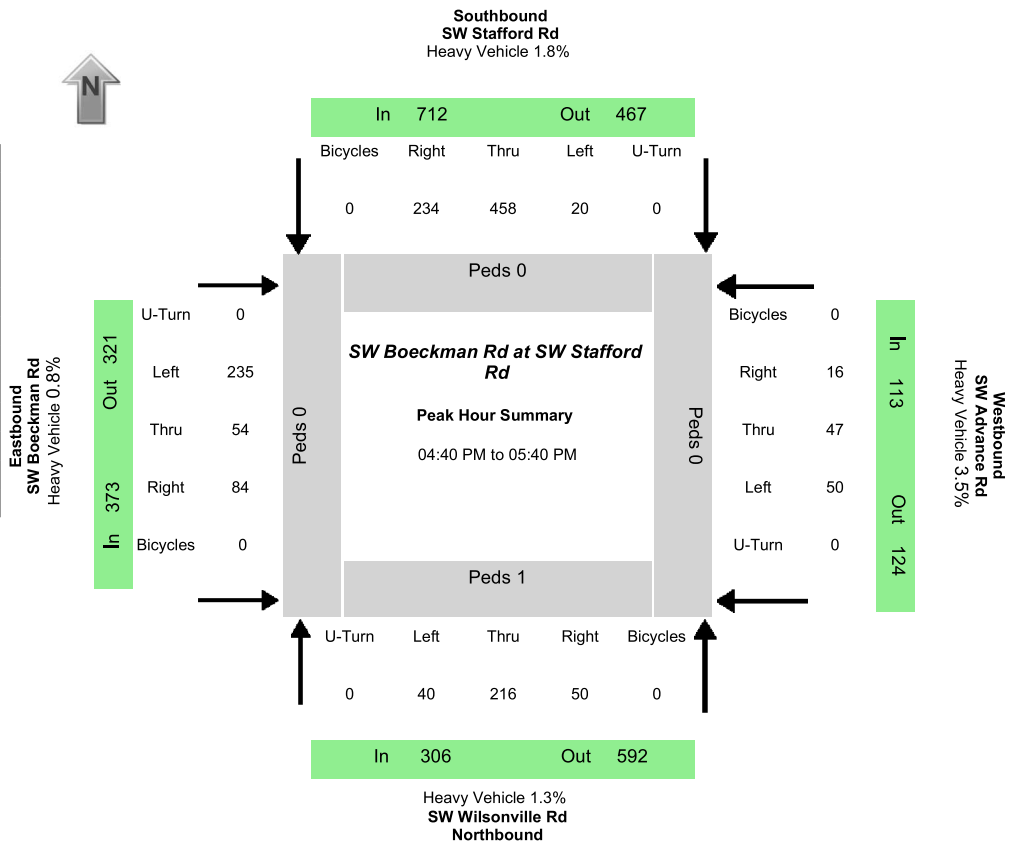 Southbound
SW Stafford Rd
Heavy Vehicle 1.8%
N
In 712 Out 467
Bicycles Right Thru Left U-Turn
0 234 458 20 0
Peds 0
Eastbound
SW Boeckman Rd
Heavy Vehicle 0.8%
In 373 Out 321
U-Turn 0
Left 235
Thru 54
Right 84
Bicycles 0
Peds 0
SW Boeckman Rd at SW Stafford
Rd
Peak Hour Summary
04:40 PM to 05:40 PM
Peds 0
Bicycles 0
Right 16
Thru 47
Left 50
U-Turn 0
In 113 Out 124
Westbound
SW Advance Rd
Heavy Vehicle 3.5%
Peds 1
U-Turn Left Thru Right Bicycles
0 40 216 50 0
In 306 Out 592
Heavy Vehicle 1.3%
SW Wilsonville Rd
Northbound